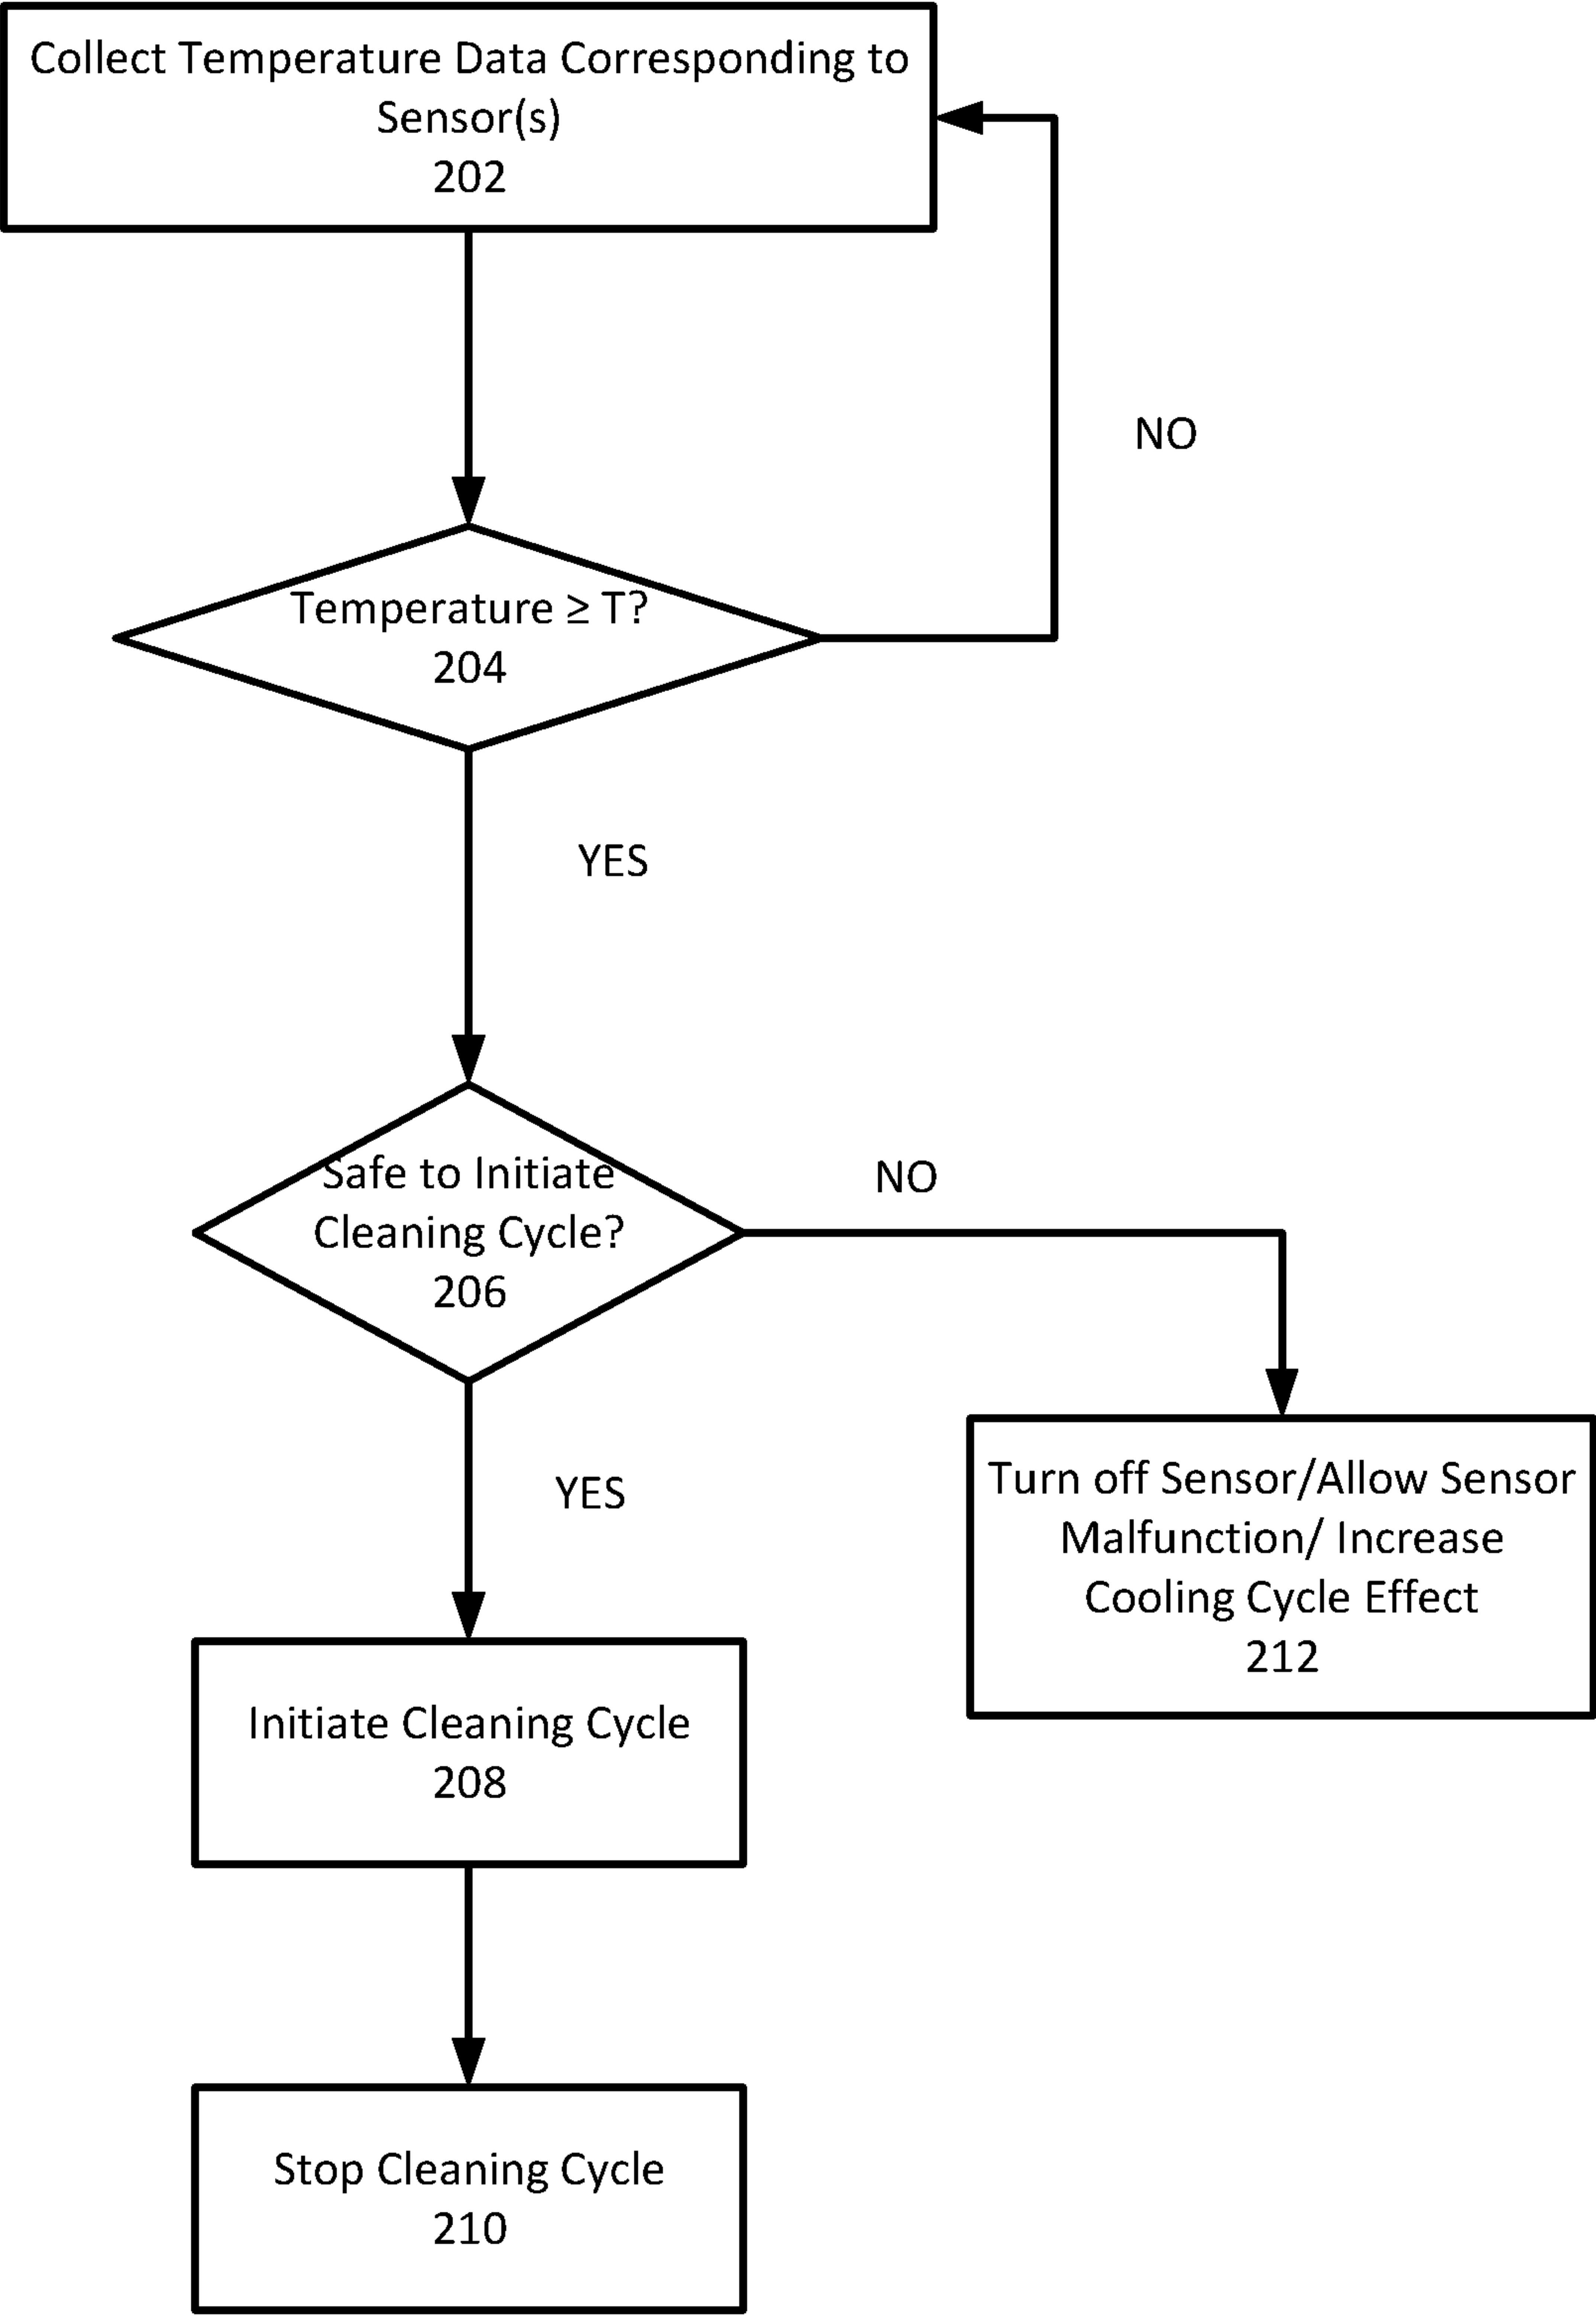 Collect Temperature Data Corresponding to
Sensor(s)
202
NO
Temperature ≥ T?
204
YES
Safe to Initiate
Cleaning Cycle?
206
NO
YES
Turn off Sensor/Allow Sensor
Malfunction/ Increase
Cooling Cycle Effect
212
Initiate Cleaning Cycle
208
Stop Cleaning Cycle
210